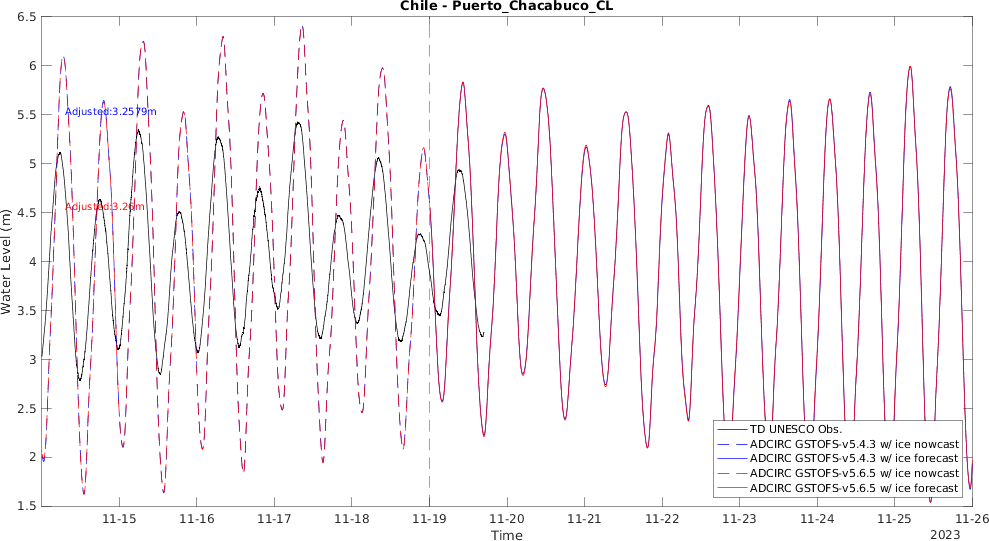 Chile - Puerto_Chacabuco_CL
6.5
6
5.5
5
4.5
4
3.5
3
2.5
2
1.5
Water Level (m)
Adjusted:3.2579m
Adjusted:3.26m
TD UNESCO Obs.
ADCIRC GSTOFS-v5.4.3 w/ ice nowcast
ADCIRC GSTOFS-v5.4.3 w/ ice forecast
ADCIRC GSTOFS-v5.6.5 w/ ice nowcast
ADCIRC GSTOFS-v5.6.5 w/ ice forecast
11-15 11-16 11-17 11-18 11-19 11-20 11-21 11-22 11-23 11-24 11-25 11-26
Time
2023